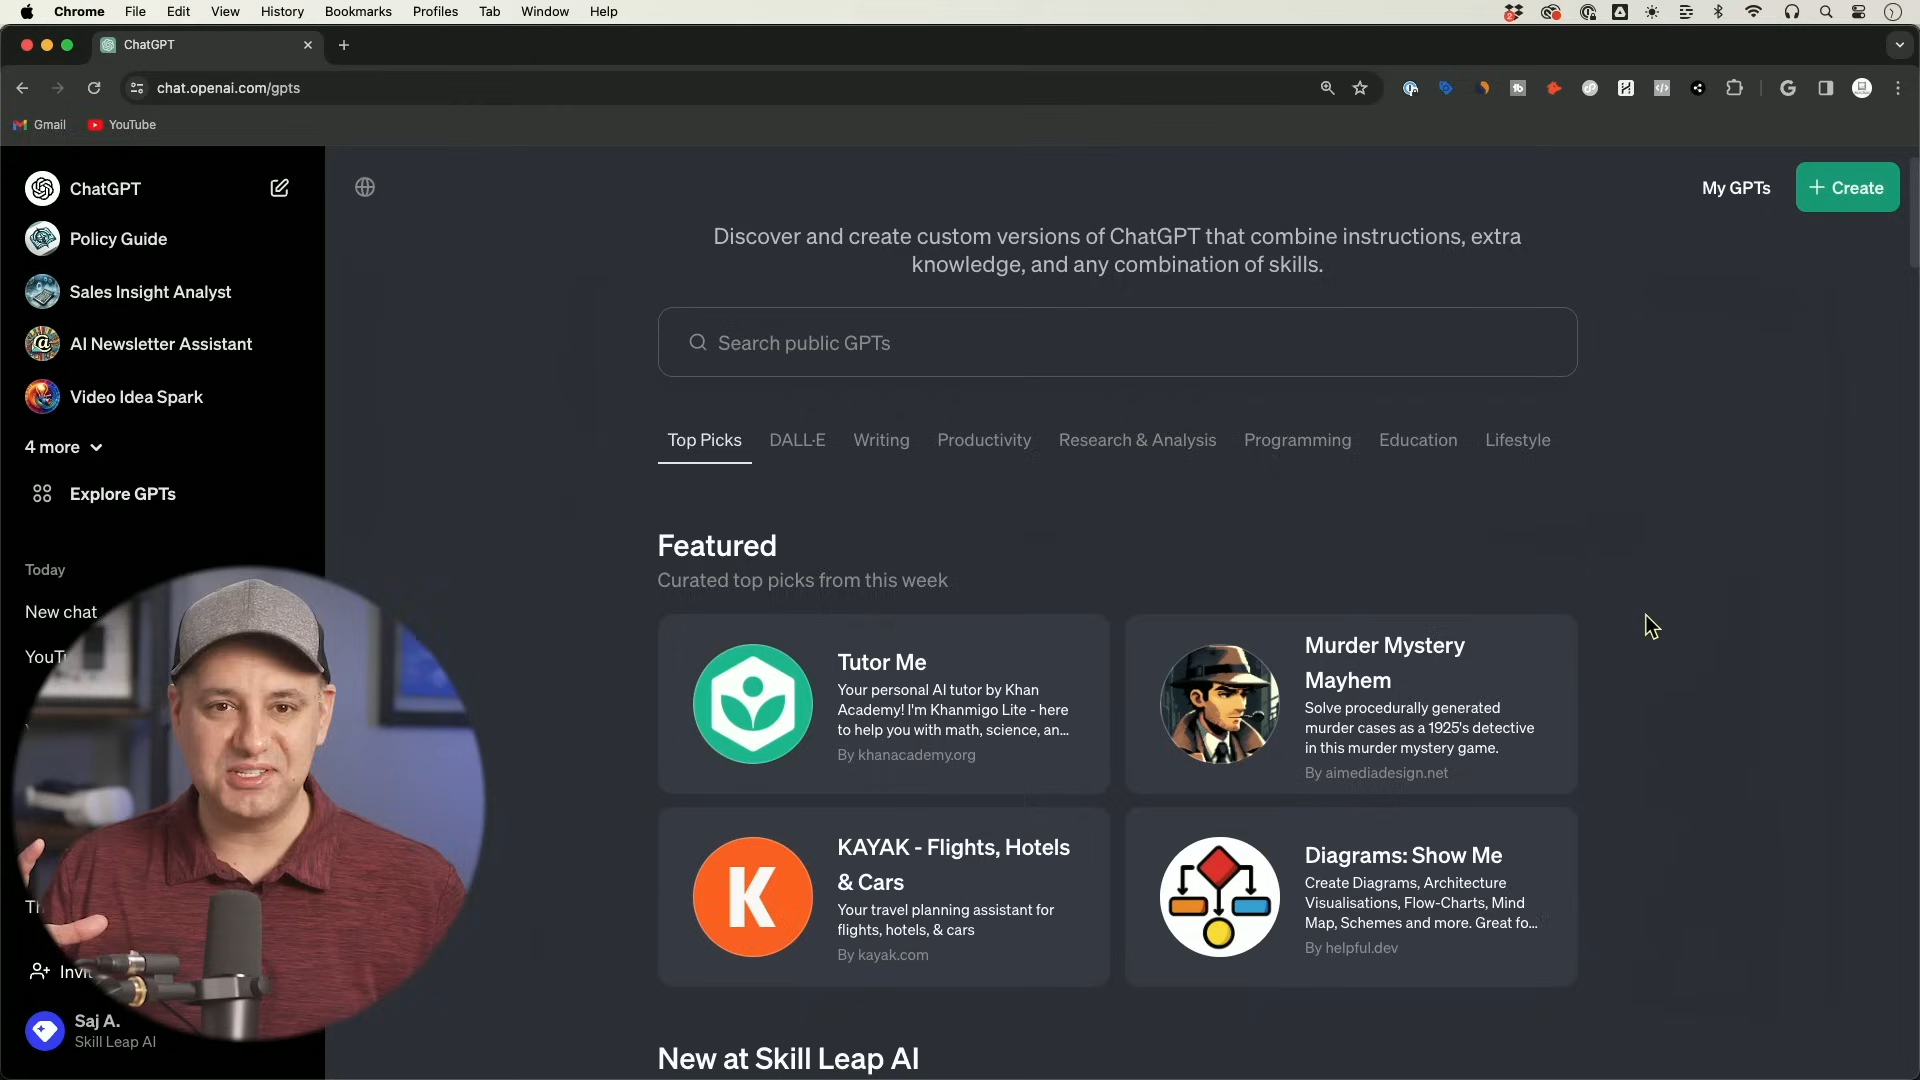 Chrome File Edit View History Bookmarks Profiles Tab Window Help
ChatGPT
chat.openai.com/gpts
Gmail YouTube
ChatGPT
Policy Guide
Sales Insight Analyst
AI Newsletter Assistant
Video Idea Spark
4 more
Explore GPTs
Today
New chat
YouT
Th
Invi
Saj A.
Skill Leap AI
My GPTs
+ Create
Discover and create custom versions of ChatGPT that combine instructions, extra
knowledge, and any combination of skills.
Search public GPTs
Top Picks DALL·E Writing Productivity Research & Analysis Programming Education Lifestyle
Featured
Curated top picks from this week
Tutor Me
Your personal AI tutor by Khan
Academy! I'm Khanmigo Lite - here
to help you with math, science, an...
By khanacademy.org
Murder Mystery
Mayhem
Solve procedurally generated
murder cases as a 1925's detective
in this murder mystery game.
By aimediadesign.net
K
KAYAK - Flights, Hotels
& Cars
Your travel planning assistant for
flights, hotels, & cars
By kayak.com
Diagrams: Show Me
Create Diagrams, Architecture
Visualisations, Flow-Charts, Mind
Map, Schemes and more. Great fo...
By helpful.dev
New at Skill Leap AI